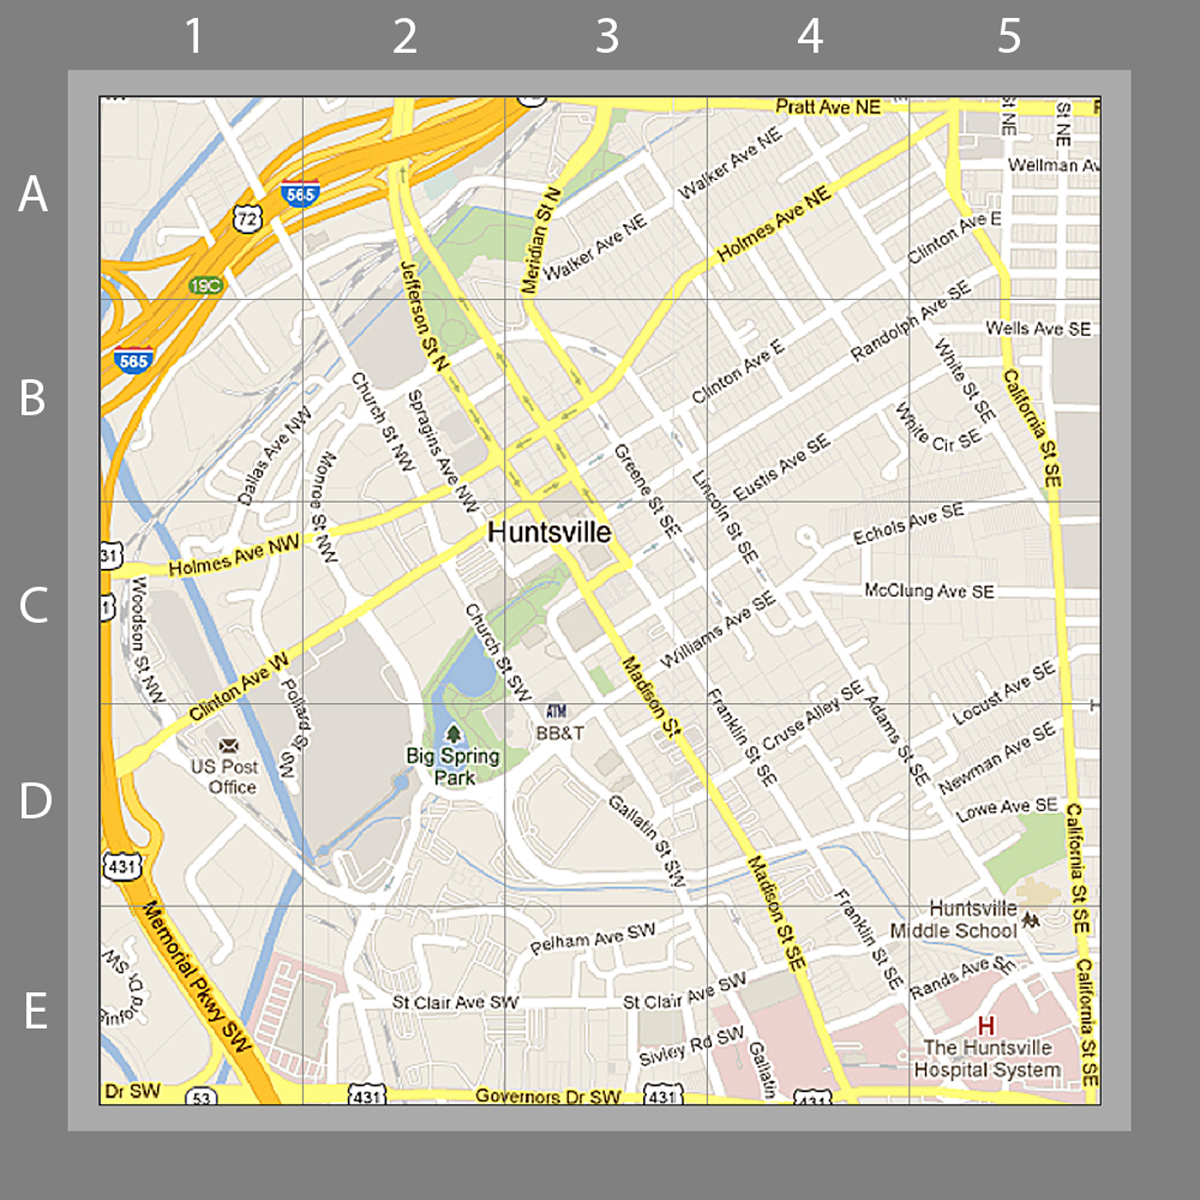 1 2 3 4 5
A
B
C
D
E
Pratt Ave NE
St NE
St NE
Wellman Av
Walker Ave NE
565
72
Meridian St N
Walker Ave NE
Holmes Ave NE
Clinton Ave E
19C
Jefferson St N
Randolph Ave SE
Wells Ave SE
565
Clinton Ave E
White St SE
California St SE
Church St NW
Spragins Ave NW
Dallas Ave NW
Monroe St NW
Greene St SE
Lincoln St SE
Eustis Ave SE
White Cir SE
Huntsville
Echols Ave SE
31
Holmes Ave NW
McClung Ave SE
1
Woodson St NW
Church St SW
Williams Ave SE
Clinton Ave W
Pollard St SW
Madison St
Franklin St SE
Cruse Alley SE
Adams St SE
Locust Ave SE
ATM
BB&T
Newman Ave SE
US Post
Office
Big Spring
Park
Gallatin St SW
Lowe Ave SE
California St SE
431
Madison St SE
Franklin St SE
Huntsville
Middle School
Memorial Pkwy SW
Pelham Ave SW
Rands Ave S
California St SE
St Clair Ave SW
St Clair Ave SW
Dr SW
Sivley Rd SW
Gallatin
H
The Huntsville
Hospital System
Dr SW
53
431
Governors Dr SW
431
431